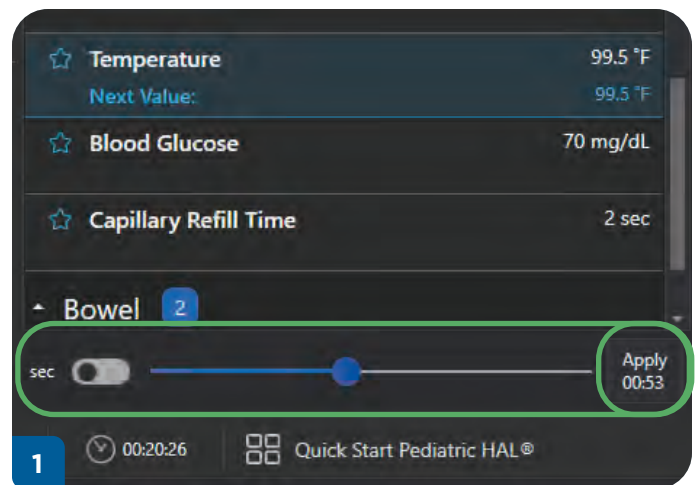 Temperature 99.5 °F
Next Value: 99.5 °F
Blood Glucose 70 mg/dL
Capillary Refill Time 2 sec
Bowel 2
sec Apply
00:53
1 00:20:26 Quick Start Pediatric HAL®